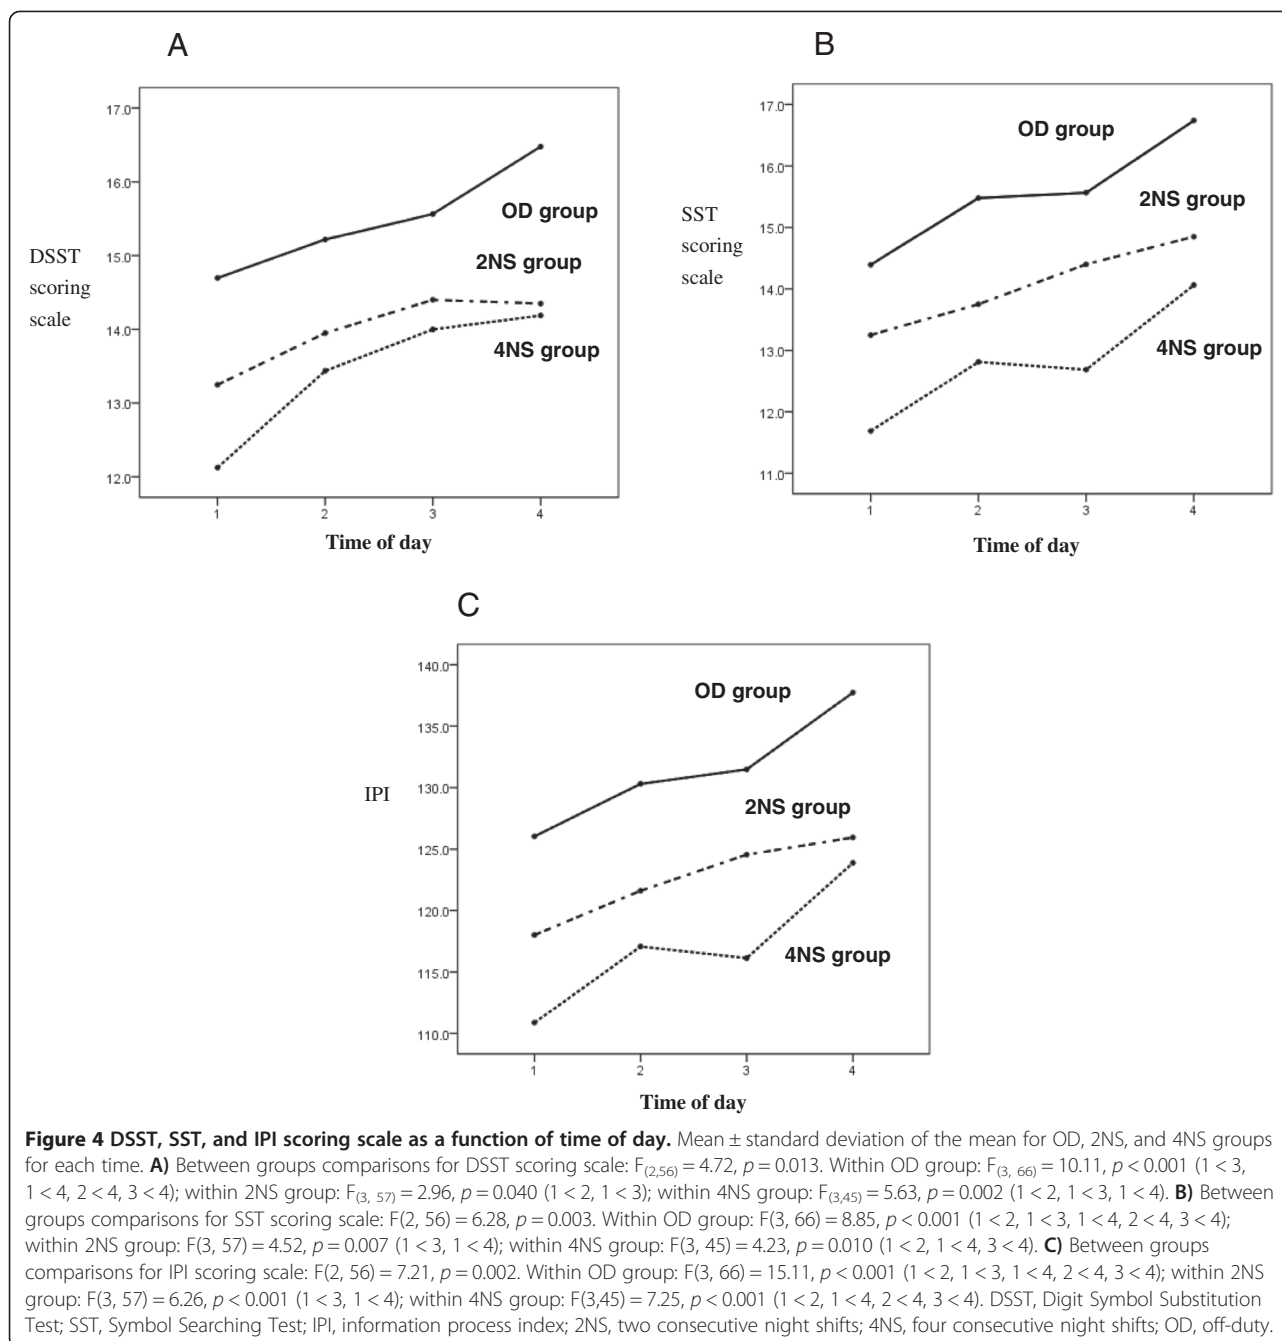 A
17.0
16.0
15.0
14.0
13.0
12.0
DSST
scoring
scale
OD group
2NS group
4NS group
1 2 3 4
Time of day
B
17.0
16.0
15.0
14.0
13.0
12.0
11.0
SST
scoring
scale
OD group
2NS group
4NS group
1 2 3 4
Time of day
C
140.0
135.0
130.0
125.0
120.0
115.0
110.0
IPI
OD group
2NS group
4NS group
1 2 3 4
Time of day
Figure 4 DSST, SST, and IPI scoring scale as a function of time of day. Mean ± standard deviation of the mean for OD, 2NS, and 4NS groups
for each time. A) Between groups comparisons for DSST scoring scale: F(2,56) = 4.72, p = 0.013. Within OD group: F(3, 66) = 10.11, p < 0.001 (1 < 3,
1 < 4, 2 < 4, 3 < 4); within 2NS group: F(3, 57) = 2.96, p = 0.040 (1 < 2, 1 < 3); within 4NS group: F(3,45) = 5.63, p = 0.002 (1 < 2, 1 < 3, 1 < 4). B) Between
groups comparisons for SST scoring scale: F(2, 56) = 6.28, p = 0.003. Within OD group: F(3, 66) = 8.85, p < 0.001 (1 < 2, 1 < 3, 1 < 4, 2 < 4, 3 < 4);
within 2NS group: F(3, 57) = 4.52, p = 0.007 (1 < 3, 1 < 4); within 4NS group: F(3, 45) = 4.23, p = 0.010 (1 < 2, 1 < 4, 3 < 4). C) Between groups
comparisons for IPI scoring scale: F(2, 56) = 7.21, p = 0.002. Within OD group: F(3, 66) = 15.11, p < 0.001 (1 < 2, 1 < 3, 1 < 4, 2 < 4, 3 < 4); within 2NS
group: F(3, 57) = 6.26, p < 0.001 (1 < 3, 1 < 4); within 4NS group: F(3,45) = 7.25, p < 0.001 (1 < 2, 1 < 4, 2 < 4, 3 < 4). DSST, Digit Symbol Substitution
Test; SST, Symbol Searching Test; IPI, information process index; 2NS, two consecutive night shifts; 4NS, four consecutive night shifts; OD, off-duty.